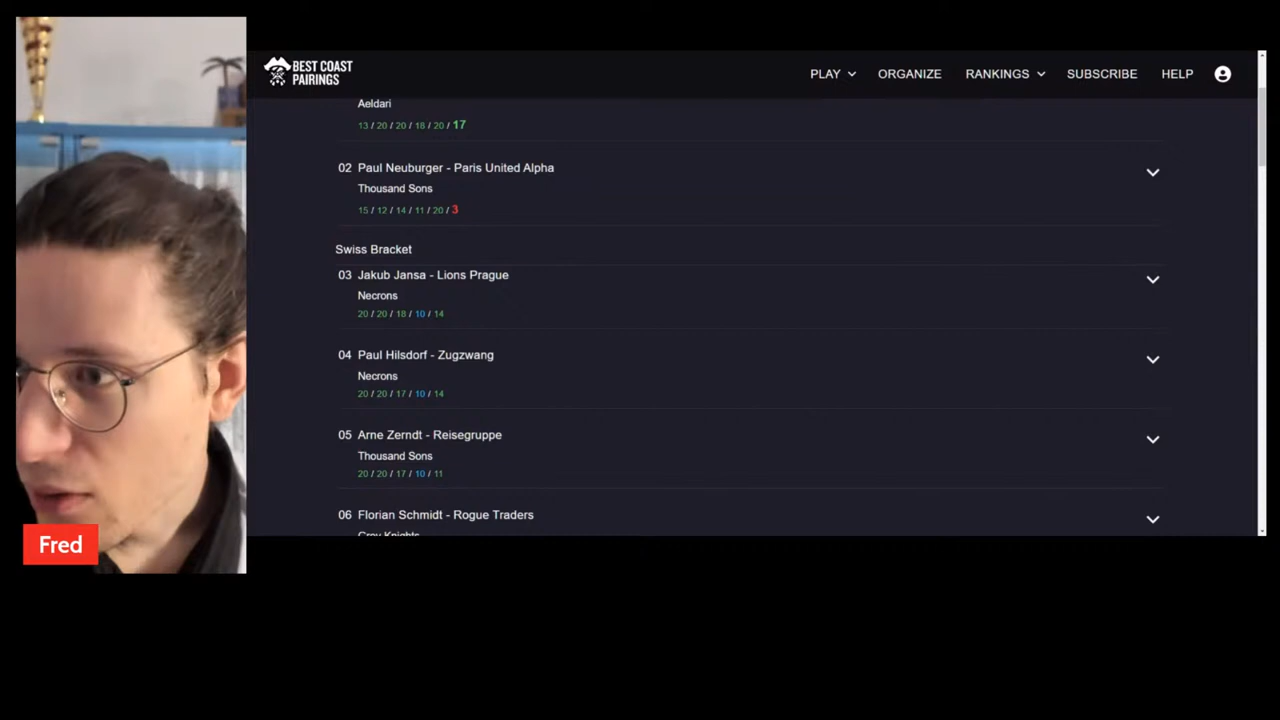 BEST COAST
PAIRINGS
PLAY
ORGANIZE
RANKINGS
SUBSCRIBE
HELP
Aeldari
13 / 20 / 20 / 18 / 20 / 17
02 Paul Neuburger - Paris United Alpha
Thousand Sons
15 / 12 / 14 / 11 / 20 / 3
Swiss Bracket
03 Jakub Jansa - Lions Prague
Necrons
20 / 20 / 18 / 10 / 14
04 Paul Hilsdorf - Zugzwang
Necrons
20 / 20 / 17 / 10 / 14
05 Arne Zerndt - Reisegruppe
Thousand Sons
20 / 20 / 17 / 10 / 11
06 Florian Schmidt - Rogue Traders
Grey Knights
Fred